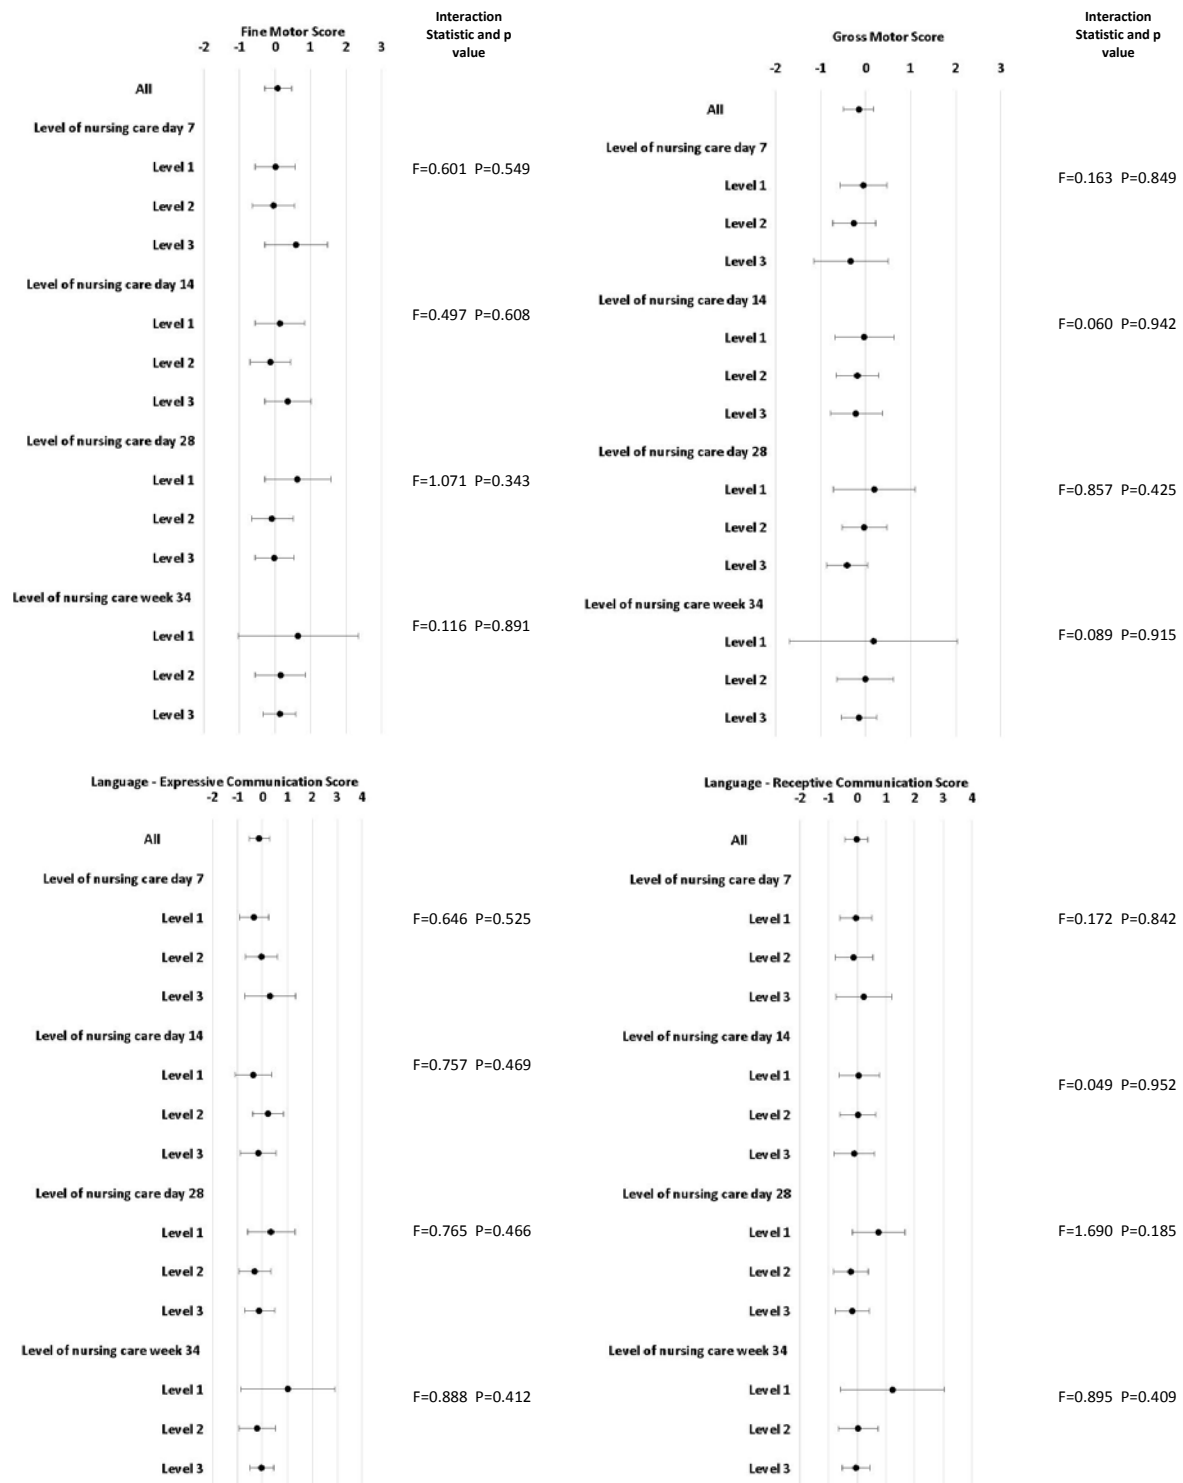 Interaction
Statistic and p
value
Fine Motor Score
-2 -1 0 1 2 3
All
Level of nursing care day 7
Level 1
F=0.601 P=0.549
Level 2
Level 3
Level of nursing care day 14
Level 1
F=0.497 P=0.608
Level 2
Level 3
Level of nursing care day 28
Level 1
F=1.071 P=0.343
Level 2
Level 3
Level of nursing care week 34
Level 1
F=0.116 P=0.891
Level 2
Level 3
Interaction
Statistic and p
value
Gross Motor Score
-2 -1 0 1 2 3
All
Level of nursing care day 7
Level 1
F=0.163 P=0.849
Level 2
Level 3
Level of nursing care day 14
Level 1
F=0.060 P=0.942
Level 2
Level 3
Level of nursing care day 28
Level 1
F=0.857 P=0.425
Level 2
Level 3
Level of nursing care week 34
Level 1
F=0.089 P=0.915
Level 2
Level 3
Language - Expressive Communication Score
-2 -1 0 1 2 3 4
All
Level of nursing care day 7
Level 1
F=0.646 P=0.525
Level 2
Level 3
Level of nursing care day 14
Level 1
F=0.757 P=0.469
Level 2
Level 3
Level of nursing care day 28
Level 1
F=0.765 P=0.466
Level 2
Level 3
Level of nursing care week 34
Level 1
F=0.888 P=0.412
Level 2
Level 3
Language - Receptive Communication Score
-2 -1 0 1 2 3 4
All
Level of nursing care day 7
Level 1
F=0.172 P=0.842
Level 2
Level 3
Level of nursing care day 14
Level 1
F=0.049 P=0.952
Level 2
Level 3
Level of nursing care day 28
Level 1
F=1.690 P=0.185
Level 2
Level 3
Level of nursing care week 34
Level 1
F=0.895 P=0.409
Level 2
Level 3